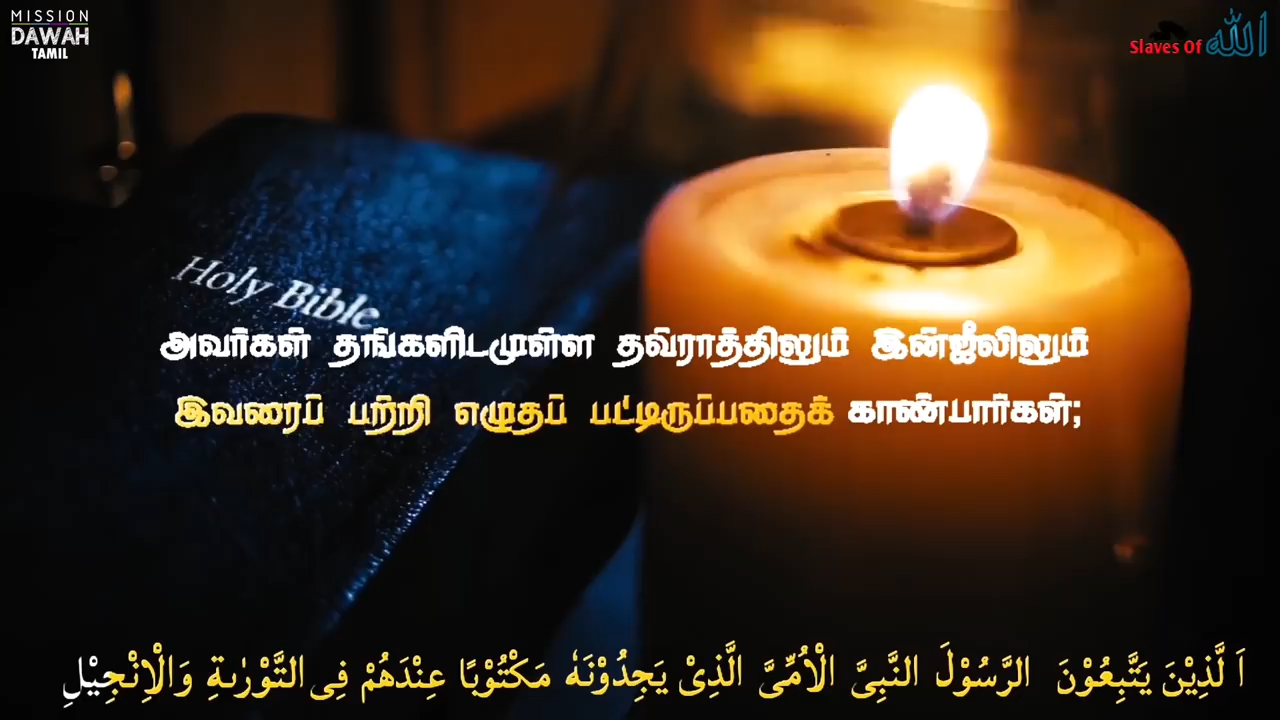 MISSION
DAWAH
TAMIL
Slaves Of الله
Holy Bible
அவர்கள் தங்களிடமுள்ள தவ்ராத்திலும் இன்ஜீலிலும்
இவரைப் பற்றி எழுதப் பட்டிருப்பதைக் காண்பார்கள்;
اَ لَّذِيْنَ يَتَّبِعُوْنَ الرَّسُوْلَ النَّبِىَّ الْاُمِّىَّ الَّذِىْ يَجِدُوْنَهٗ مَكْتُوْبًا عِنْدَهُمْ فِى التَّوْرٰٮةِ وَالْاِنْجِيْلِ